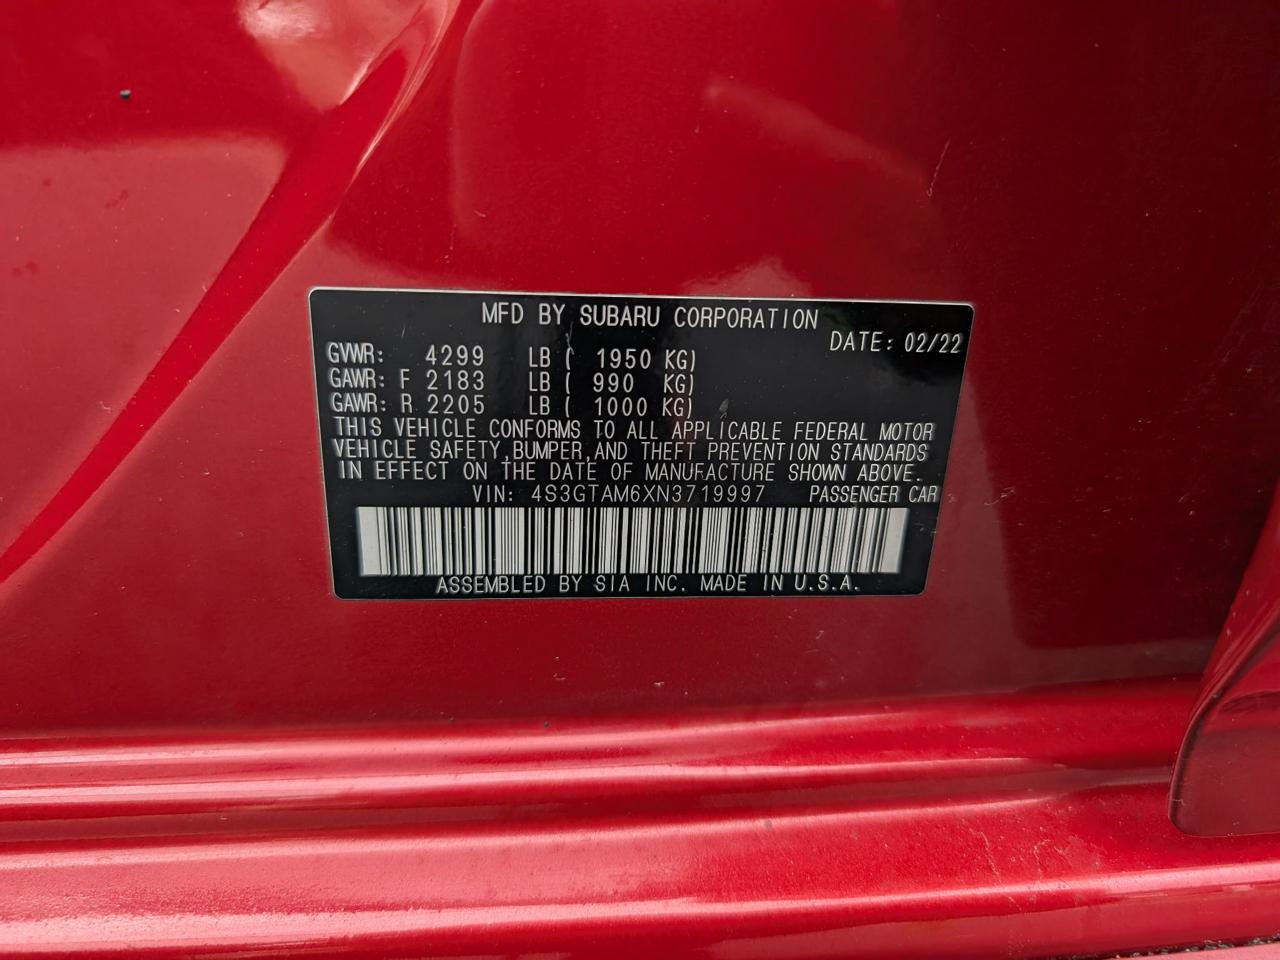 MFD BY SUBARU CORPORATION
DATE: 02/22
GVWR: 4299 LB ( 1950 KG)
GAWR: F 2183 LB ( 990 KG)
GAWR: R 2205 LB ( 1000 KG)
THIS VEHICLE CONFORMS TO ALL APPLICABLE FEDERAL MOTOR
VEHICLE SAFETY,BUMPER,AND THEFT PREVENTION STANDARDS
IN EFFECT ON THE DATE OF MANUFACTURE SHOWN ABOVE.
VIN: 4S3GTAM6XN3719997 PASSENGER CAR
ASSEMBLED BY SIA INC. MADE IN U.S.A.